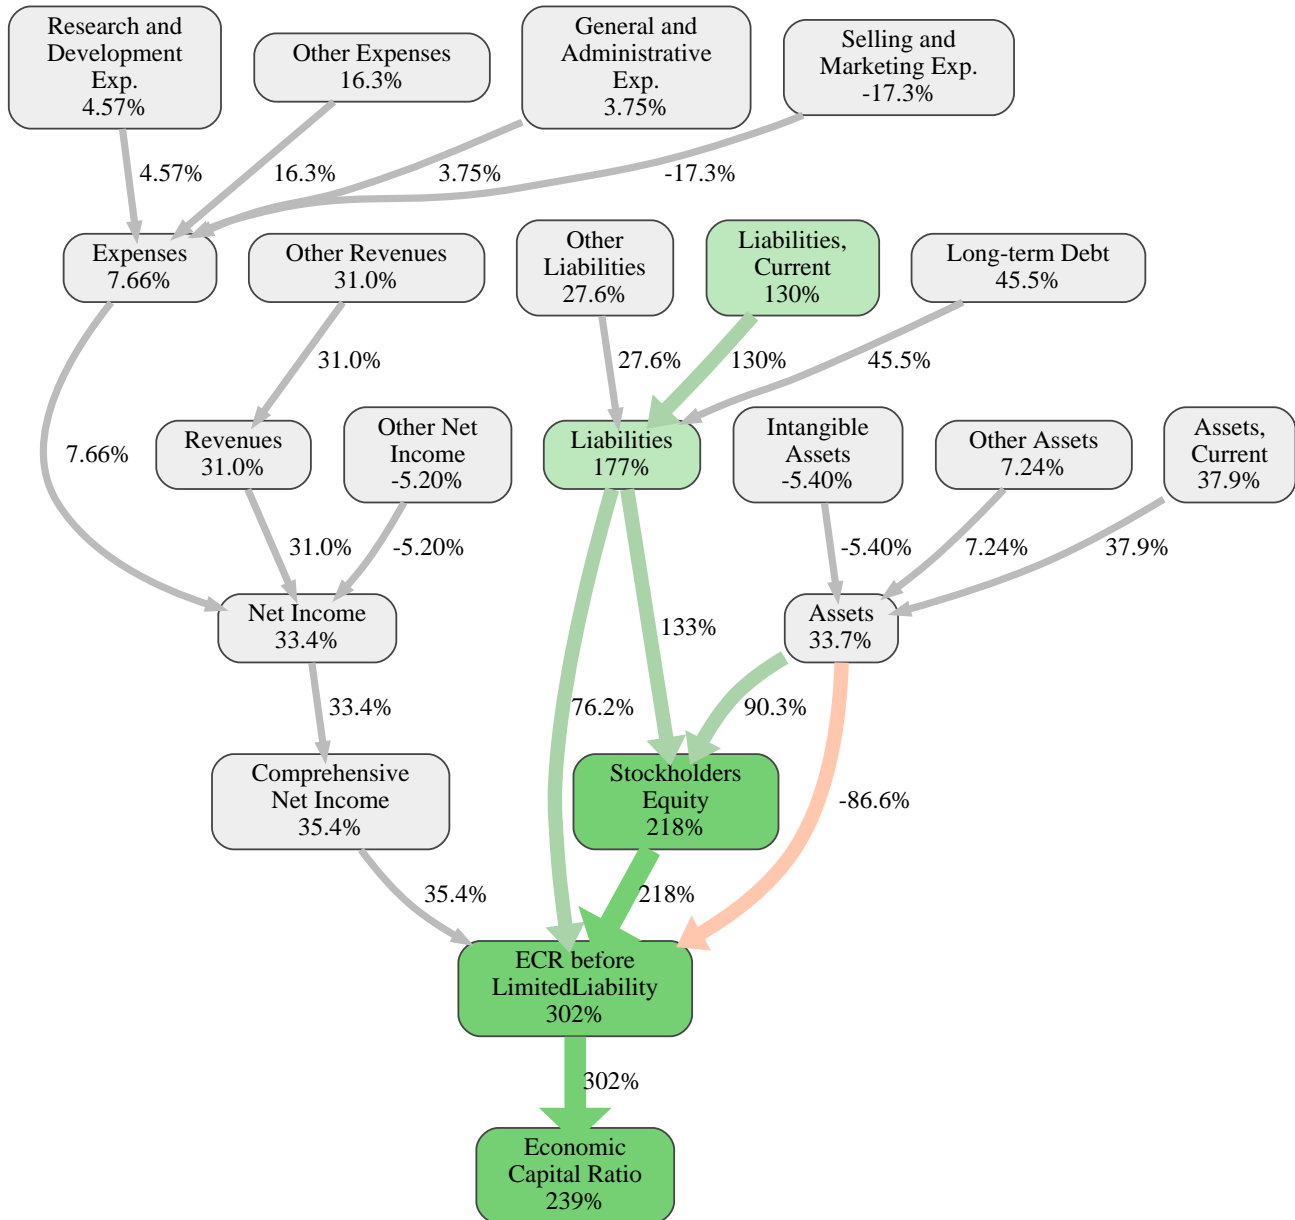 Research and
Development
Exp.
4.57%
Other Expenses
16.3%
General and
Administrative
Exp.
3.75%
Selling and
Marketing Exp.
-17.3%
4.57%
16.3%
3.75%
-17.3%
Expenses
7.66%
Other Revenues
31.0%
Other
Liabilities
27.6%
Liabilities,
Current
130%
Long-term Debt
45.5%
31.0%
27.6%
130%
45.5%
7.66%
Revenues
31.0%
Other Net
Income
-5.20%
Liabilities
177%
Intangible
Assets
-5.40%
Other Assets
7.24%
Assets,
Current
37.9%
31.0%
-5.20%
-5.40%
7.24%
37.9%
Net Income
33.4%
133%
Assets
33.7%
33.4%
76.2%
90.3%
Comprehensive
Net Income
35.4%
Stockholders
Equity
218%
-86.6%
35.4%
218%
ECR before
LimitedLiability
302%
302%
Economic
Capital Ratio
239%